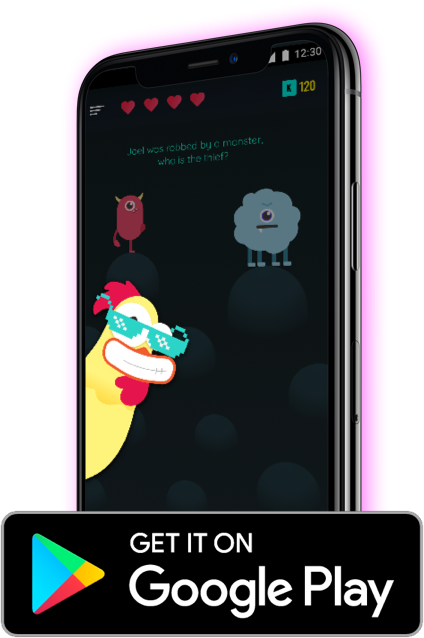 12:30
K 120
Joel was robbed by a monster,
who is the thief?
GET IT ON
Google Play